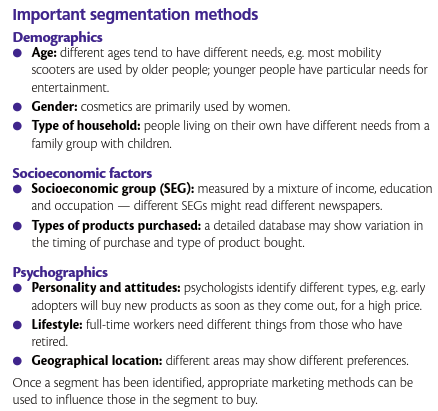 Important segmentation methods
Demographics
● Age: different ages tend to have different needs, e.g. most mobility
scooters are used by older people; younger people have particular needs for
entertainment.
● Gender: cosmetics are primarily used by women.
● Type of household: people living on their own have different needs from a
family group with children.
Socioeconomic factors
● Socioeconomic group (SEG): measured by a mixture of income, education
and occupation — different SEGs might read different newspapers.
● Types of products purchased: a detailed database may show variation in
the timing of purchase and type of product bought.
Psychographics
● Personality and attitudes: psychologists identify different types, e.g. early
adopters will buy new products as soon as they come out, for a high price.
● Lifestyle: full-time workers need different things from those who have
retired.
● Geographical location: different areas may show different preferences.
Once a segment has been identified, appropriate marketing methods can be
used to influence those in the segment to buy.